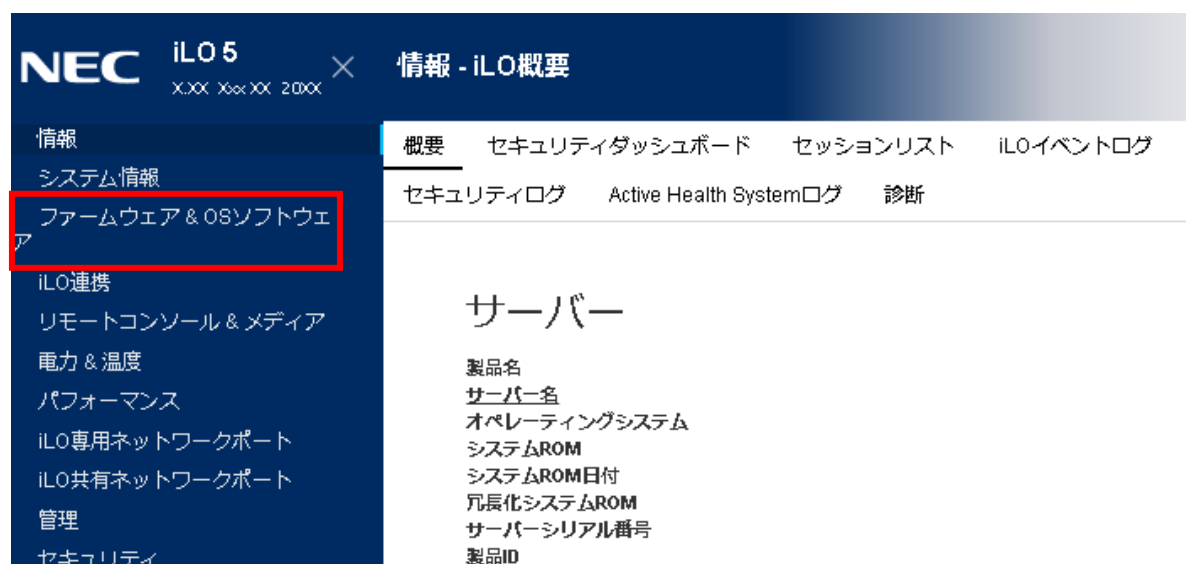 NEC iLO 5 × 情報 - iLO概要
X.XX Xxx XX 20XX
情報
システム情報
ファームウェア & OSソフトウェ
ア
iLO連携
リモートコンソール & メディア
電力 & 温度
パフォーマンス
iLO専用ネットワークポート
iLO共有ネットワークポート
管理
セキュリティ
概要 セキュリティダッシュボード セッションリスト iLOイベントログ
セキュリティログ Active Health Systemログ 診断
サーバー
製品名
サーバー名
オペレーティングシステム
システムROM
システムROM日付
冗長化システムROM
サーバーシリアル番号
製品ID